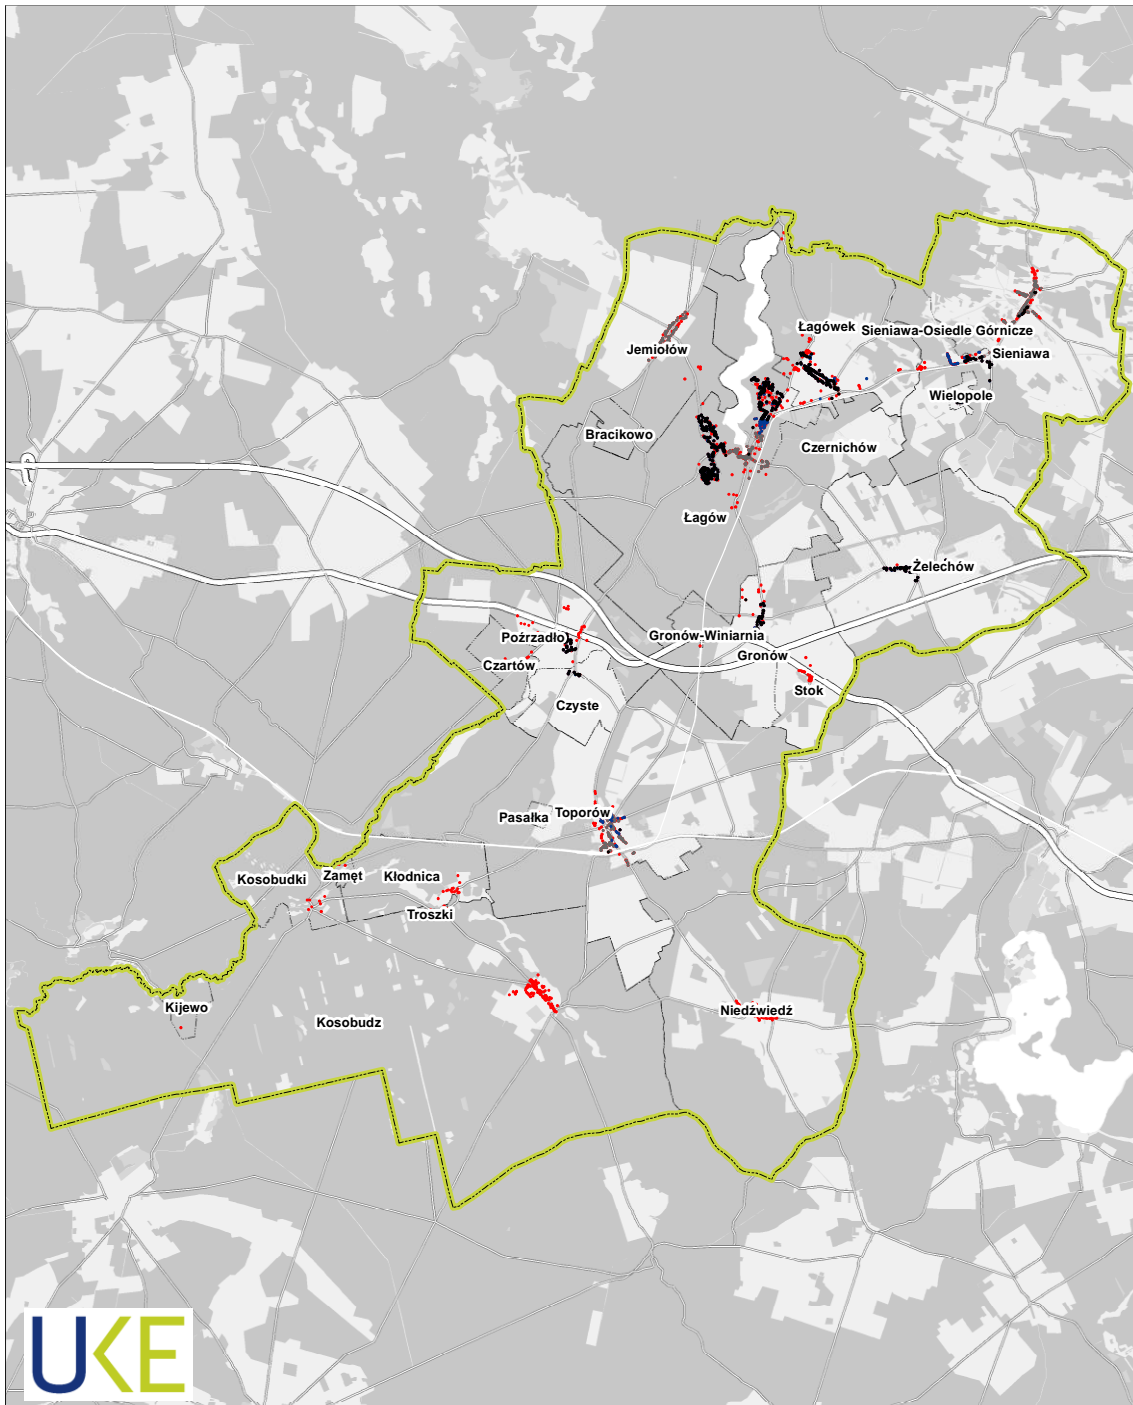 Łagówek
Sieniawa-Osiedle Górnicze
Jemiołów
Sieniawa
Wielopole
Bracikowo
Czernichów
Łagów
Żelechów
Poźrzadło
Gronów-Winiarnia
Czartów
Gronów
Stok
Czyste
Pasałka
Toporów
Kosobudki
Zamęt
Kłodnica
Troszki
Kijewo
Kosobudz
Niedźwiedź
UKE